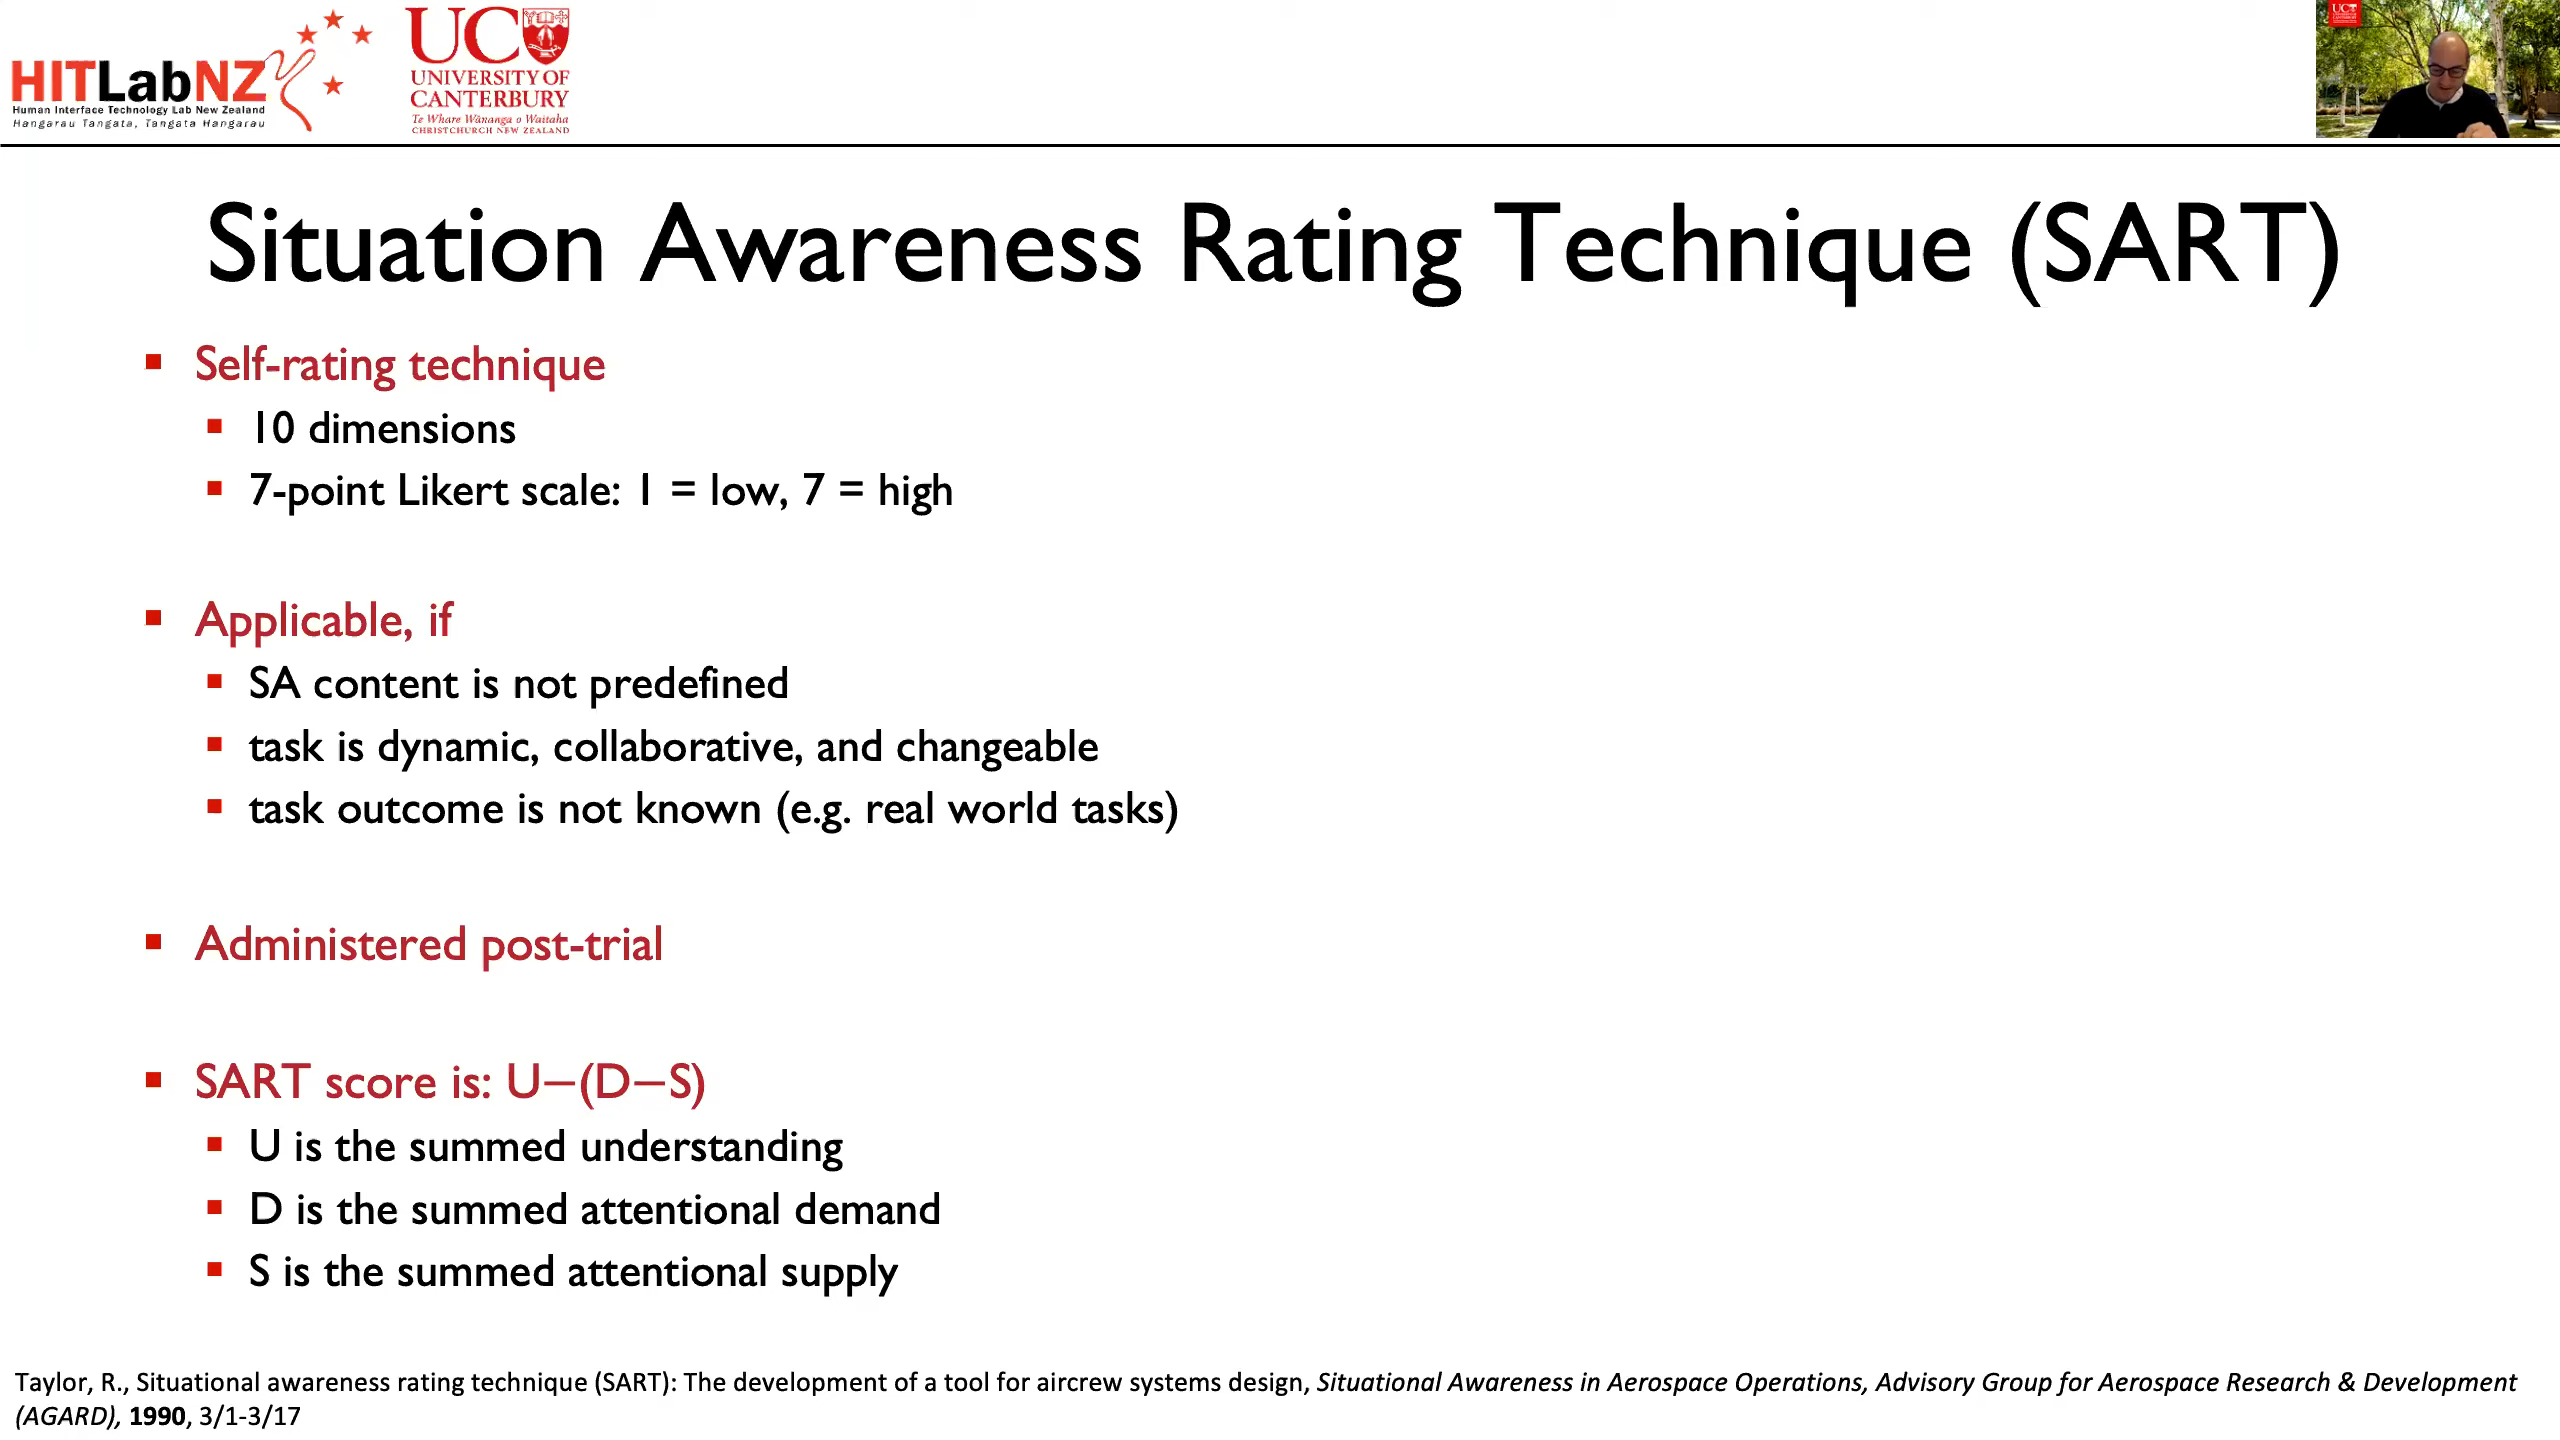 HITLabNZ
Human Interface Technology Lab New Zealand
Hangarau Tangata, Tangata Hangarau
UC
UNIVERSITY OF
CANTERBURY
Te Whare Wānanga o Waitaha
CHRISTCHURCH NEW ZEALAND
UC
Situation Awareness Rating Technique (SART)
Self-rating technique
10 dimensions
7-point Likert scale: 1 = low, 7 = high
Applicable, if
SA content is not predefined
task is dynamic, collaborative, and changeable
task outcome is not known (e.g. real world tasks)
Administered post-trial
SART score is: U−(D−S)
U is the summed understanding
D is the summed attentional demand
S is the summed attentional supply
Taylor, R., Situational awareness rating technique (SART): The development of a tool for aircrew systems design, Situational Awareness in Aerospace Operations, Advisory Group for Aerospace Research & Development
(AGARD), 1990, 3/1-3/17